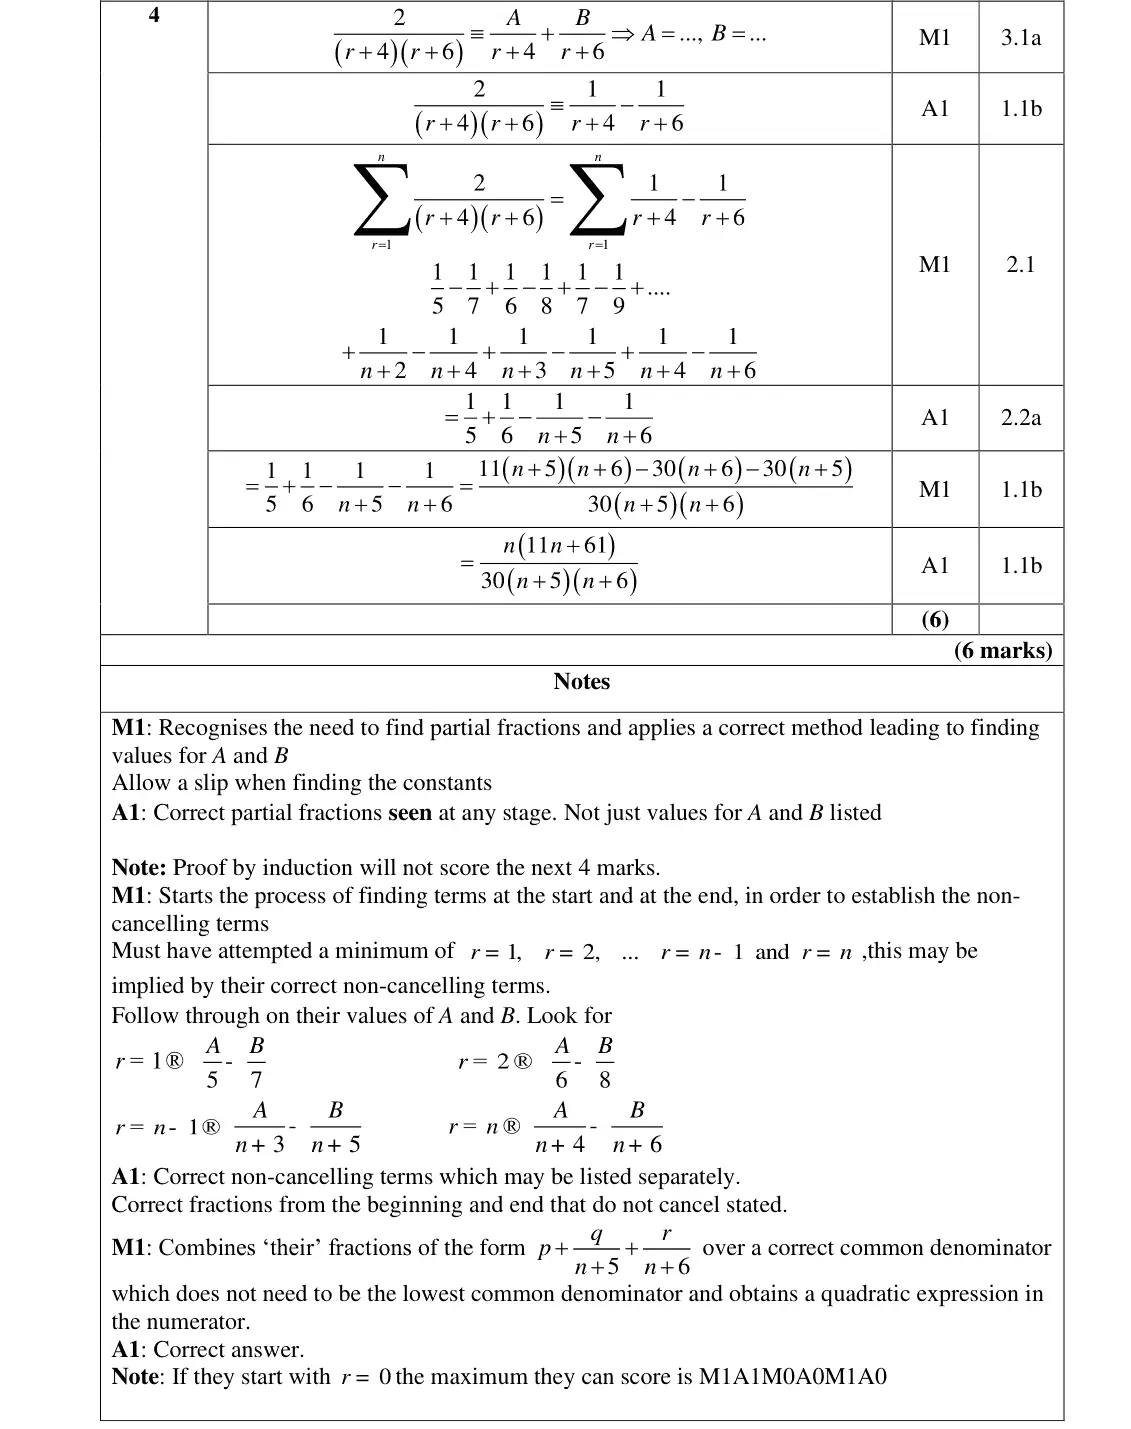 4
2/((r+4)(r+6)) ≡ A/(r+4) + B/(r+6) ⇒ A = ..., B = ... M1 3.1a
2/((r+4)(r+6)) ≡ 1/(r+4) − 1/(r+6) A1 1.1b
∑_{r=1}^{n} 2/((r+4)(r+6)) = ∑_{r=1}^{n} 1/(r+4) − 1/(r+6)
1/5 − 1/7 + 1/6 − 1/8 + 1/7 − 1/9 + .... M1 2.1
+ 1/(n+2) − 1/(n+4) + 1/(n+3) − 1/(n+5) + 1/(n+4) − 1/(n+6)
= 1/5 + 1/6 − 1/(n+5) − 1/(n+6) A1 2.2a
= 1/5 + 1/6 − 1/(n+5) − 1/(n+6) = (11(n+5)(n+6) − 30(n+6) − 30(n+5))/(30(n+5)(n+6)) M1 1.1b
= n(11n+61)/(30(n+5)(n+6)) A1 1.1b
(6)
(6 marks)
Notes
M1: Recognises the need to find partial fractions and applies a correct method leading to finding
values for A and B
Allow a slip when finding the constants
A1: Correct partial fractions seen at any stage. Not just values for A and B listed
Note: Proof by induction will not score the next 4 marks.
M1: Starts the process of finding terms at the start and at the end, in order to establish the non-
cancelling terms
Must have attempted a minimum of r = 1, r = 2, ... r = n- 1 and r = n ,this may be
implied by their correct non-cancelling terms.
Follow through on their values of A and B. Look for
r = 1 ® A/5 - B/7 r = 2 ® A/6 - B/8
r = n- 1 ® A/(n+ 3) - B/(n+ 5) r = n ® A/(n+ 4) - B/(n+ 6)
A1: Correct non-cancelling terms which may be listed separately.
Correct fractions from the beginning and end that do not cancel stated.
M1: Combines ‘their’ fractions of the form p + q/(n+5) + r/(n+6) over a correct common denominator
which does not need to be the lowest common denominator and obtains a quadratic expression in
the numerator.
A1: Correct answer.
Note: If they start with r = 0 the maximum they can score is M1A1M0A0M1A0